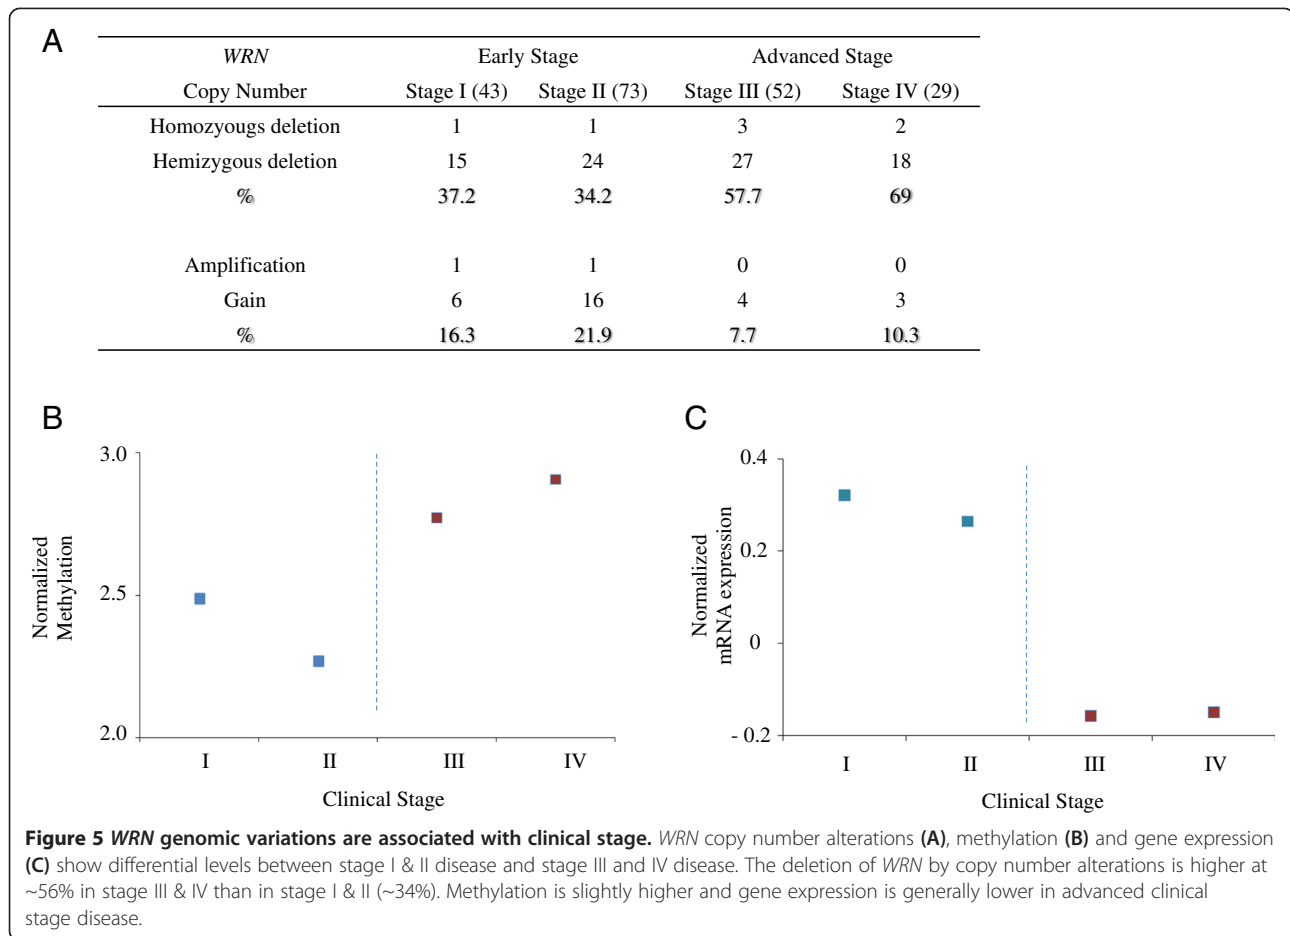 A
WRN Early Stage Advanced Stage
Copy Number Stage I (43) Stage II (73) Stage III (52) Stage IV (29)
Homozyougs deletion 1 1 3 2
Hemizygous deletion 15 24 27 18
% 37.2 34.2 57.7 69
Amplification 1 1 0 0
Gain 6 16 4 3
% 16.3 21.9 7.7 10.3
B
Normalized
Methylation
3.0
2.5
2.0
I II III IV
Clinical Stage
C
Normalized
mRNA expression
0.4
0.2
0
- 0.2
I II III IV
Clinical Stage
Figure 5 WRN genomic variations are associated with clinical stage. WRN copy number alterations (A), methylation (B) and gene expression
(C) show differential levels between stage I & II disease and stage III and IV disease. The deletion of WRN by copy number alterations is higher at
~56% in stage III & IV than in stage I & II (~34%). Methylation is slightly higher and gene expression is generally lower in advanced clinical
stage disease.